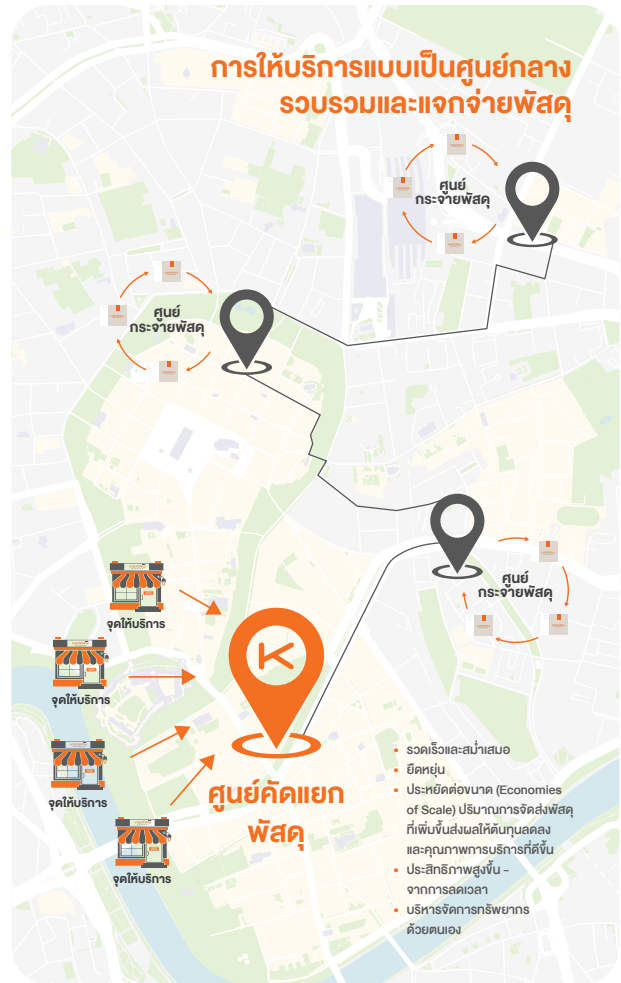 การให้บริการแบบเป็นศูนย์กลาง
รวบรวมและแจกจ่ายพัสดุ
ศูนย์
กระจายพัสดุ
ศูนย์
กระจายพัสดุ
ศูนย์
กระจายพัสดุ
จุดให้บริการ
จุดให้บริการ
จุดให้บริการ
จุดให้บริการ
ศูนย์คัดแยก
พัสดุ
• รวดเร็วและสม่ำเสมอ
• ยืดหยุ่น
• ประหยัดต่อขนาด (Economies
of Scale) ปริมาณการจัดส่งพัสดุ
ที่เพิ่มขึ้นส่งผลให้ต้นทุนลดลง
และคุณภาพการบริการที่ดีขึ้น
• ประสิทธิภาพสูงขึ้น -
จากการลดเวลา
• บริหารจัดการทรัพยากร
ด้วยตนเอง